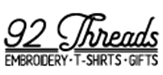 92 Threads
EMBROIDERY · T-SHIRTS · GIFTS